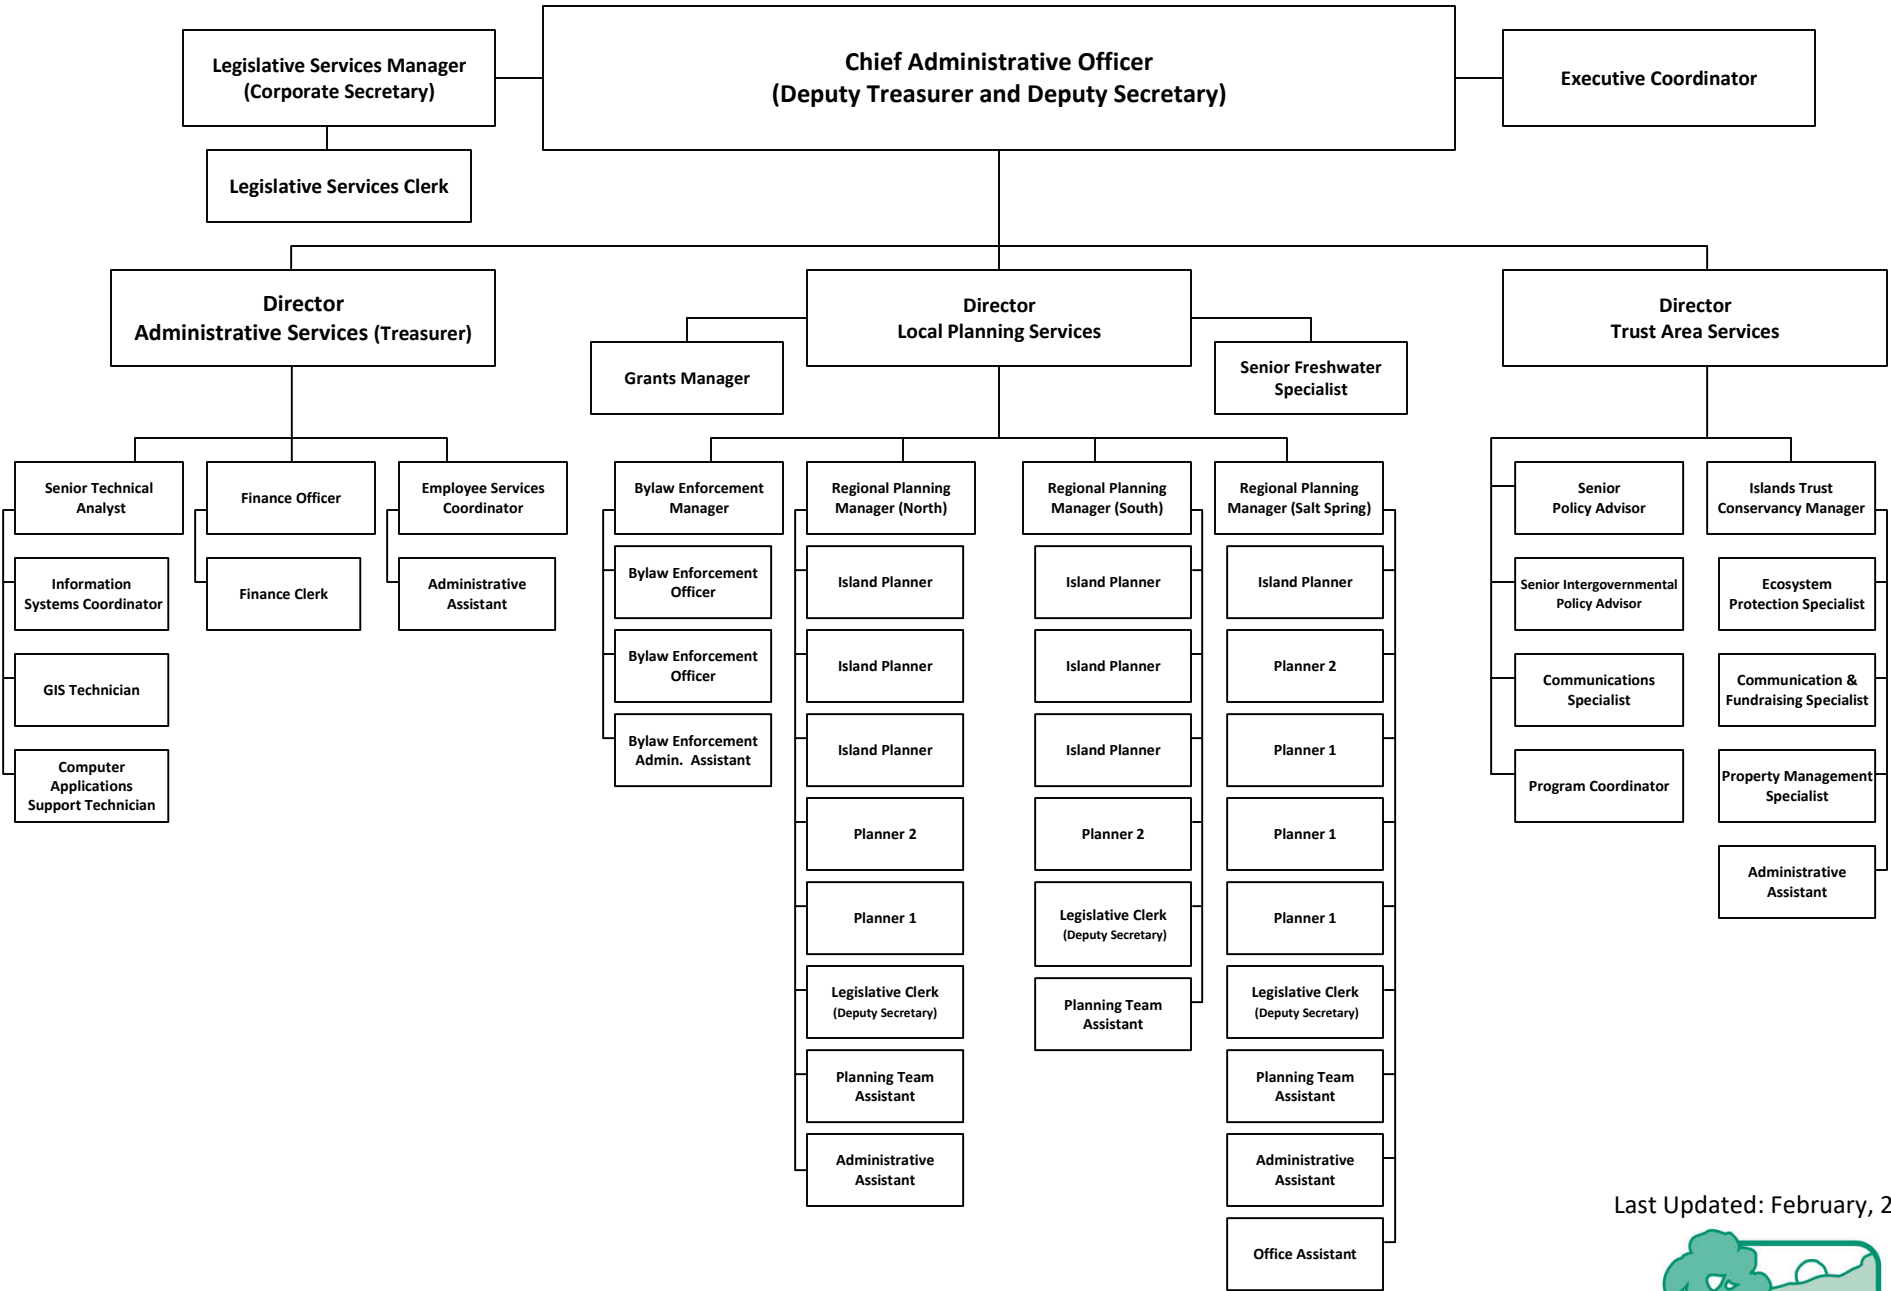 Chief Administrative Officer
(Deputy Treasurer and Deputy Secretary)
Legislative Services Manager
(Corporate Secretary)
Executive Coordinator
Legislative Services Clerk
Director
Administrative Services (Treasurer)
Director
Local Planning Services
Director
Trust Area Services
Grants Manager
Senior Freshwater
Specialist
Senior Technical
Analyst
Information
Systems Coordinator
GIS Technician
Computer
Applications
Support Technician
Finance Officer
Finance Clerk
Employee Services
Coordinator
Administrative
Assistant
Bylaw Enforcement
Manager
Bylaw Enforcement
Officer
Bylaw Enforcement
Officer
Bylaw Enforcement
Admin. Assistant
Regional Planning
Manager (North)
Island Planner
Island Planner
Island Planner
Planner 2
Planner 1
Legislative Clerk
(Deputy Secretary)
Planning Team
Assistant
Administrative
Assistant
Regional Planning
Manager (South)
Island Planner
Island Planner
Island Planner
Planner 2
Legislative Clerk
(Deputy Secretary)
Planning Team
Assistant
Regional Planning
Manager (Salt Spring)
Island Planner
Planner 2
Planner 1
Planner 1
Planner 1
Legislative Clerk
(Deputy Secretary)
Planning Team
Assistant
Administrative
Assistant
Office Assistant
Senior
Policy Advisor
Senior Intergovernmental
Policy Advisor
Communications
Specialist
Program Coordinator
Islands Trust
Conservancy Manager
Ecosystem
Protection Specialist
Communication &
Fundraising Specialist
Property Management
Specialist
Administrative
Assistant
Last Updated: February, 2